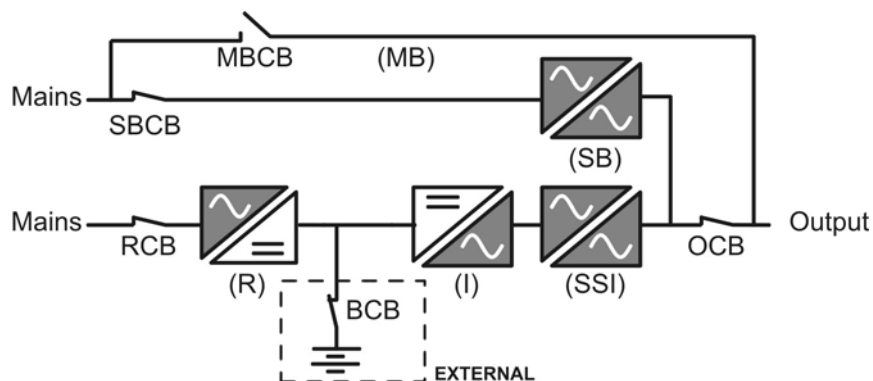 MBCB
(MB)
Mains
SBCB
(SB)
Mains
RCB
(R)
(I)
(SSI)
OCB
Output
BCB
EXTERNAL